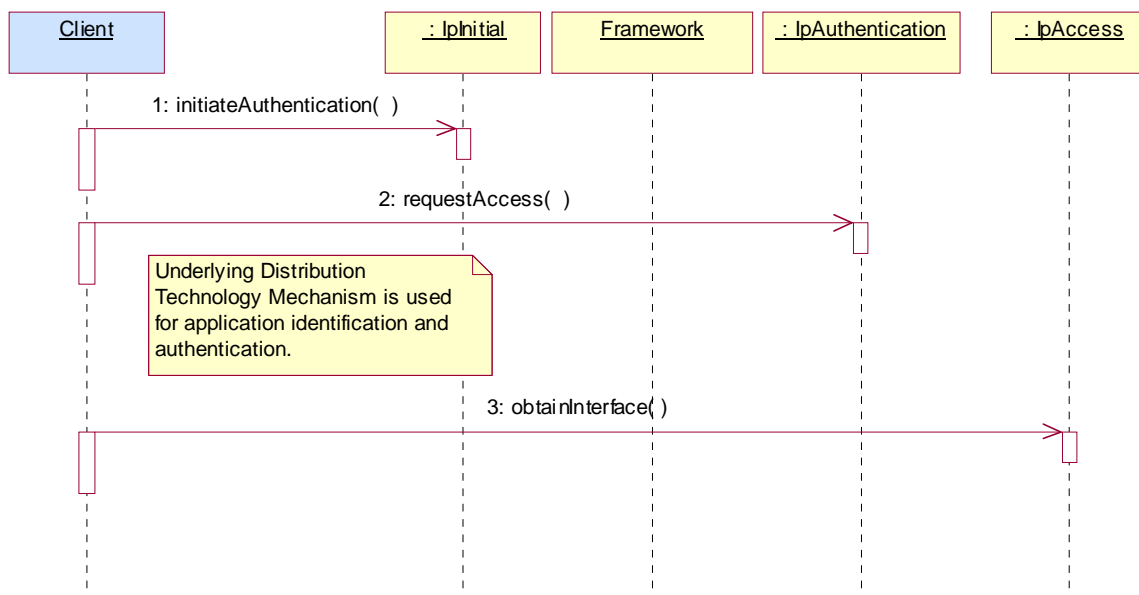 Client
: IpInitial
Framework
: IpAuthentication
: IpAccess
1: initiateAuthentication( )
2: requestAccess( )
Underlying Distribution
Technology Mechanism is used
for application identification and
authentication.
3: obtainInterface( )